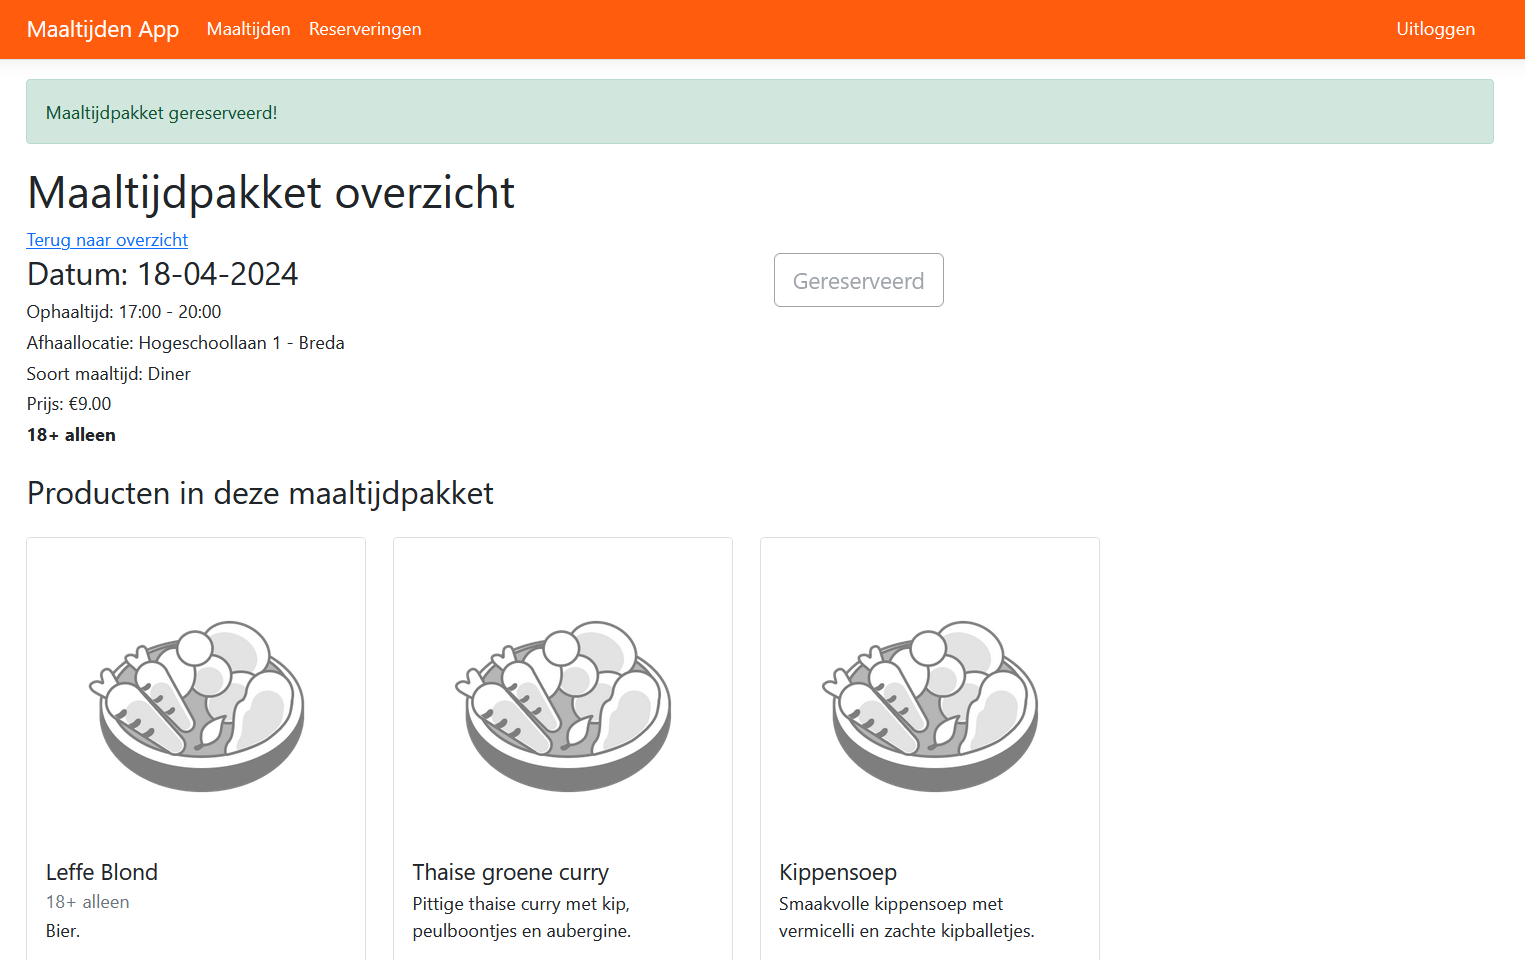 Maaltijden App Maaltijden Reserveringen Uitloggen
Maaltijdpakket gereserveerd!
Maaltijdpakket overzicht
Terug naar overzicht
Datum: 18-04-2024
Gereserveerd
Ophaaltijd: 17:00 - 20:00
Afhaallocatie: Hogeschoollaan 1 - Breda
Soort maaltijd: Diner
Prijs: €9.00
18+ alleen
Producten in deze maaltijdpakket
Leffe Blond
18+ alleen
Bier.
Thaise groene curry
Pittige thaise curry met kip,
peulboontjes en aubergine.
Kippensoep
Smaakvolle kippensoep met
vermicelli en zachte kipballetjes.